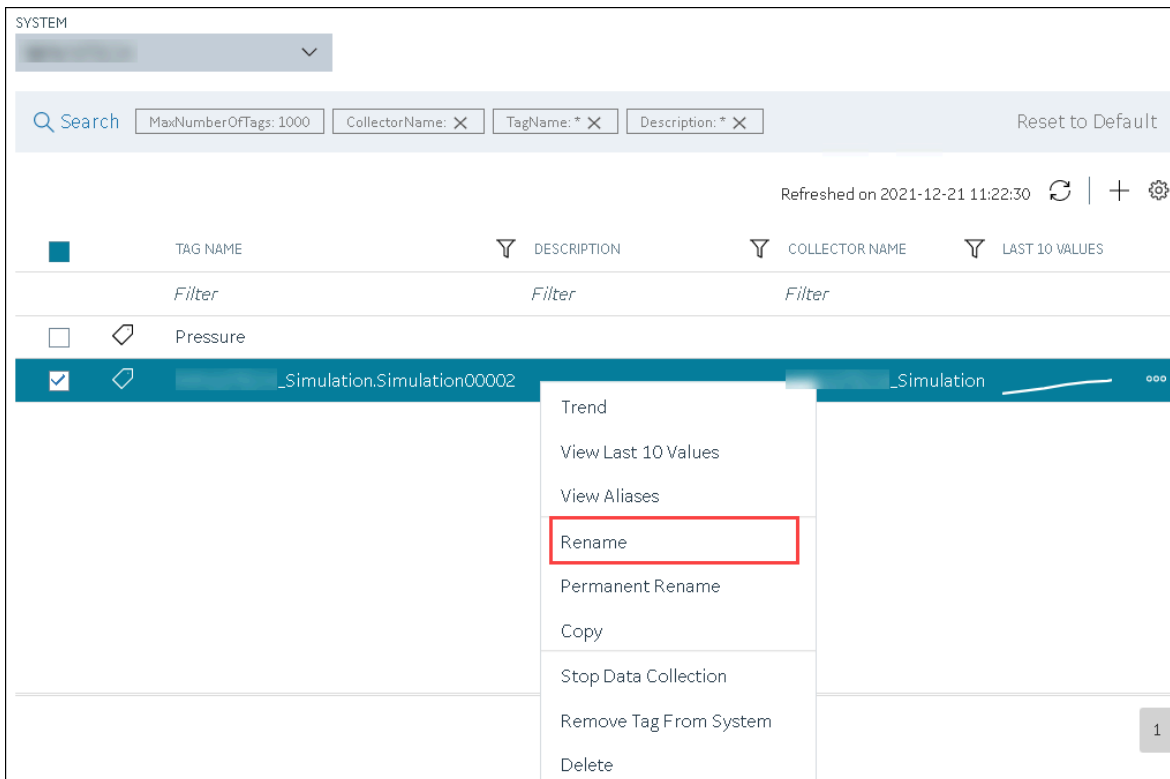 SYSTEM
Search MaxNumberOfTags: 1000 CollectorName: TagName: * Description: * Reset to Default
Refreshed on 2021-12-21 11:22:30
TAG NAME DESCRIPTION COLLECTOR NAME LAST 10 VALUES
Filter Filter Filter
Pressure
_Simulation.Simulation00002 _Simulation
Trend
View Last 10 Values
View Aliases
Rename
Permanent Rename
Copy
Stop Data Collection
Remove Tag From System
1
Delete